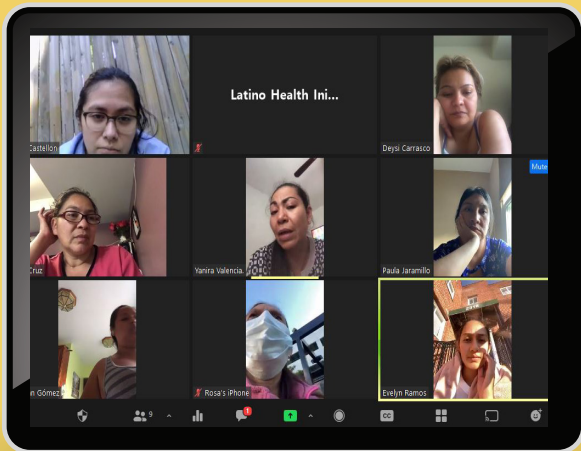 Castellon
Latino Health Ini...
Deysi Carrasco
Cruz
Yanira Valencia.
Mute
Paula Jaramillo
n Gómez
Rosa's iPhone
Evelyn Ramos
9
1
CC